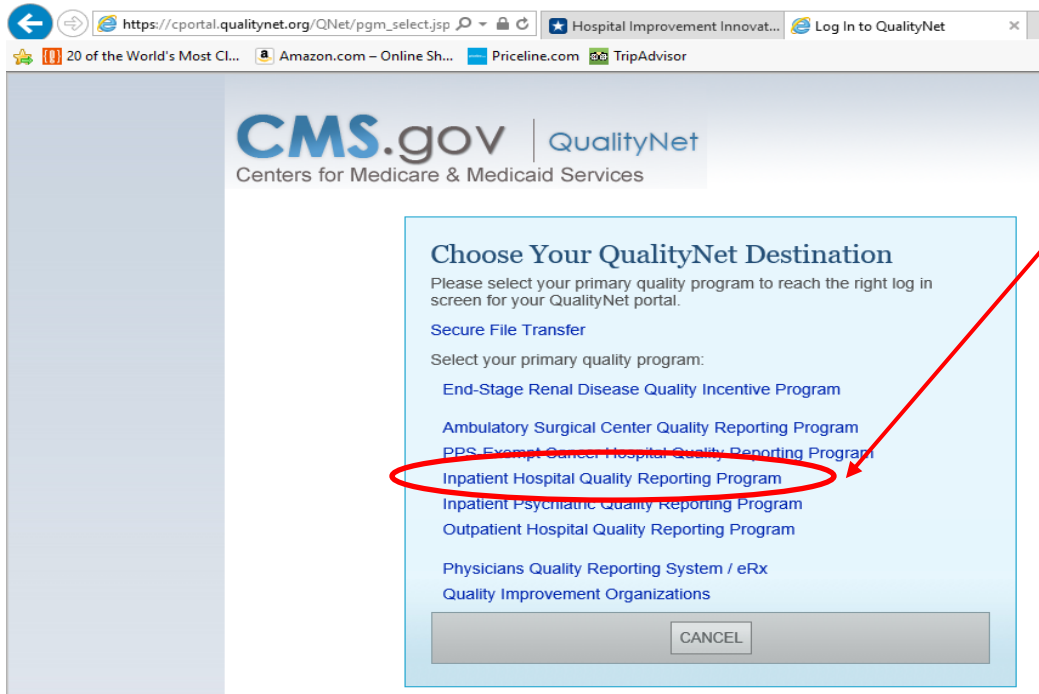 https://cportal.qualitynet.org/QNet/pgm_select.jsp
Hospital Improvement Innovat...
Log In to QualityNet
20 of the World's Most Cl...
Amazon.com – Online Sh...
Priceline.com
TripAdvisor
CMS.gov
QualityNet
Centers for Medicare & Medicaid Services
Choose Your QualityNet Destination
Please select your primary quality program to reach the right log in
screen for your QualityNet portal.
Secure File Transfer
Select your primary quality program:
End-Stage Renal Disease Quality Incentive Program
Ambulatory Surgical Center Quality Reporting Program
PPS-Exempt Cancer Hospital Quality Reporting Program
Inpatient Hospital Quality Reporting Program
Inpatient Psychiatric Quality Reporting Program
Outpatient Hospital Quality Reporting Program
Physicians Quality Reporting System / eRx
Quality Improvement Organizations
CANCEL